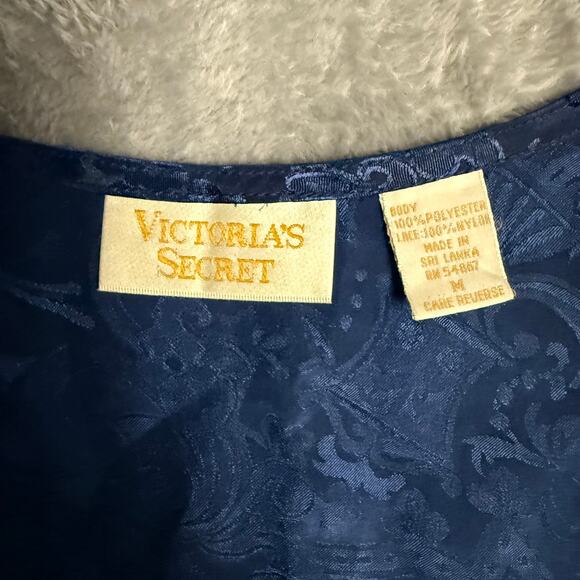 VICTORIA'S
SECRET
BODY
100%POLYESTER
LACE:100%NYLON
MADE IN
SRI LANKA
RN 54867
M
CARE REVERSE